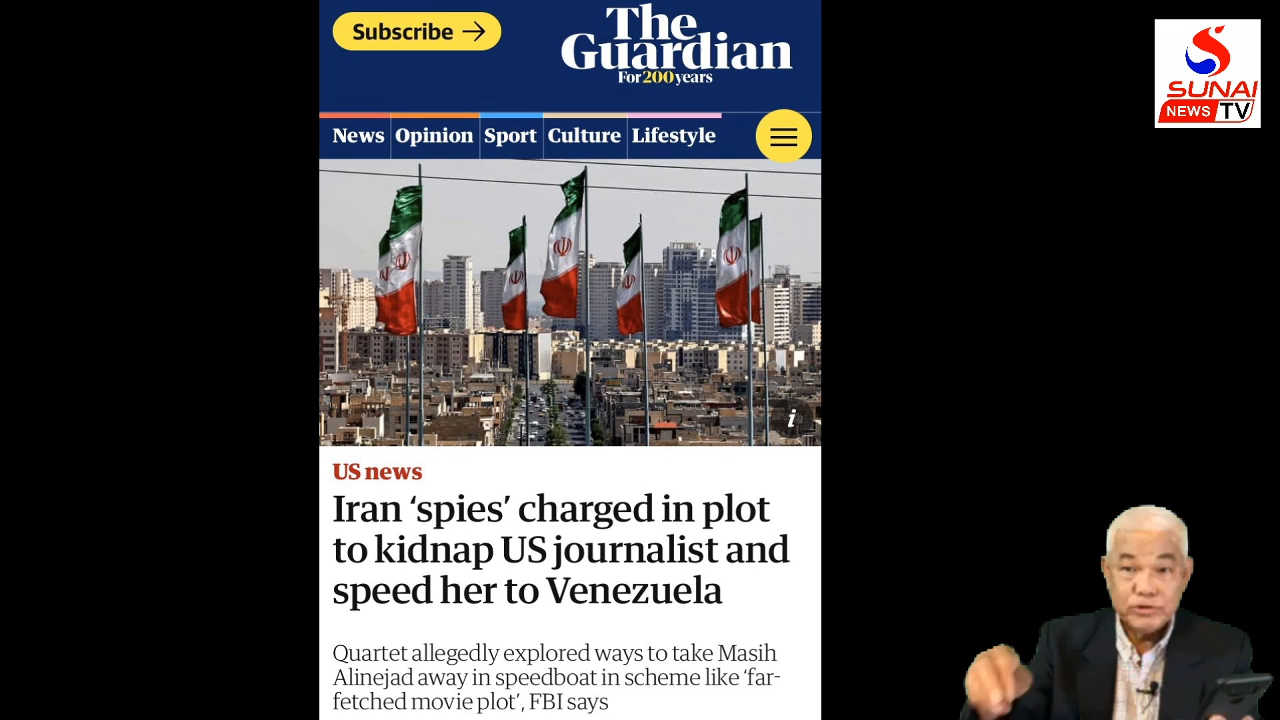 Subscribe →
The
Guardian
For 200 years
News Opinion Sport Culture Lifestyle
SUNAI
NEWS TV
i
US news
Iran ‘spies’ charged in plot
to kidnap US journalist and
speed her to Venezuela
Quartet allegedly explored ways to take Masih
Alinejad away in speedboat in scheme like ‘far-
fetched movie plot’, FBI says